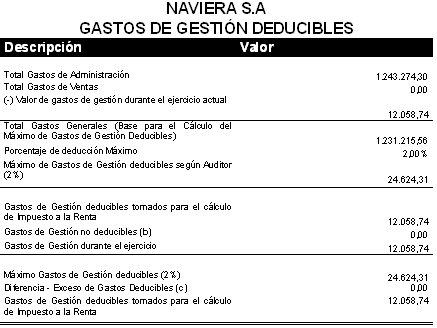 NAVIERA S.A
GASTOS DE GESTIÓN DEDUCIBLES
Descripción Valor
Total Gastos de Administración 1.243.274,30
Total Gastos de Ventas 0,00
(-) Valor de gastos de gestión durante el ejercicio actual
12.058,74
Total Gastos Generales (Base para el Cálculo del
Máximo de Gastos de Gestión Deducibles) 1.231.215,56
Porcentaje de deducción Máximo 2,00%
Máximo de Gastos de Gestión deducibles según Auditor
(2%) 24.624,31
Gastos de Gestión deducibles tomados para el cálculo
de Impuesto a la Renta 12.058,74
Gastos de Gestión no deducibles (b) 0,00
Gastos de Gestión durante el ejercicio 12.058,74
Máximo Gastos de Gestión deducibles (2%) 24.624,31
Diferencia - Exceso de Gastos Deducibles (c) 0,00
Gastos de Gestión deducibles tomados para el cálculo 12.058,74
de Impuesto a la Renta